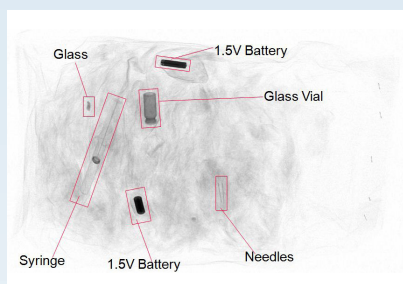 1.5V Battery
Glass
Glass Vial
Syringe
1.5V Battery
Needles